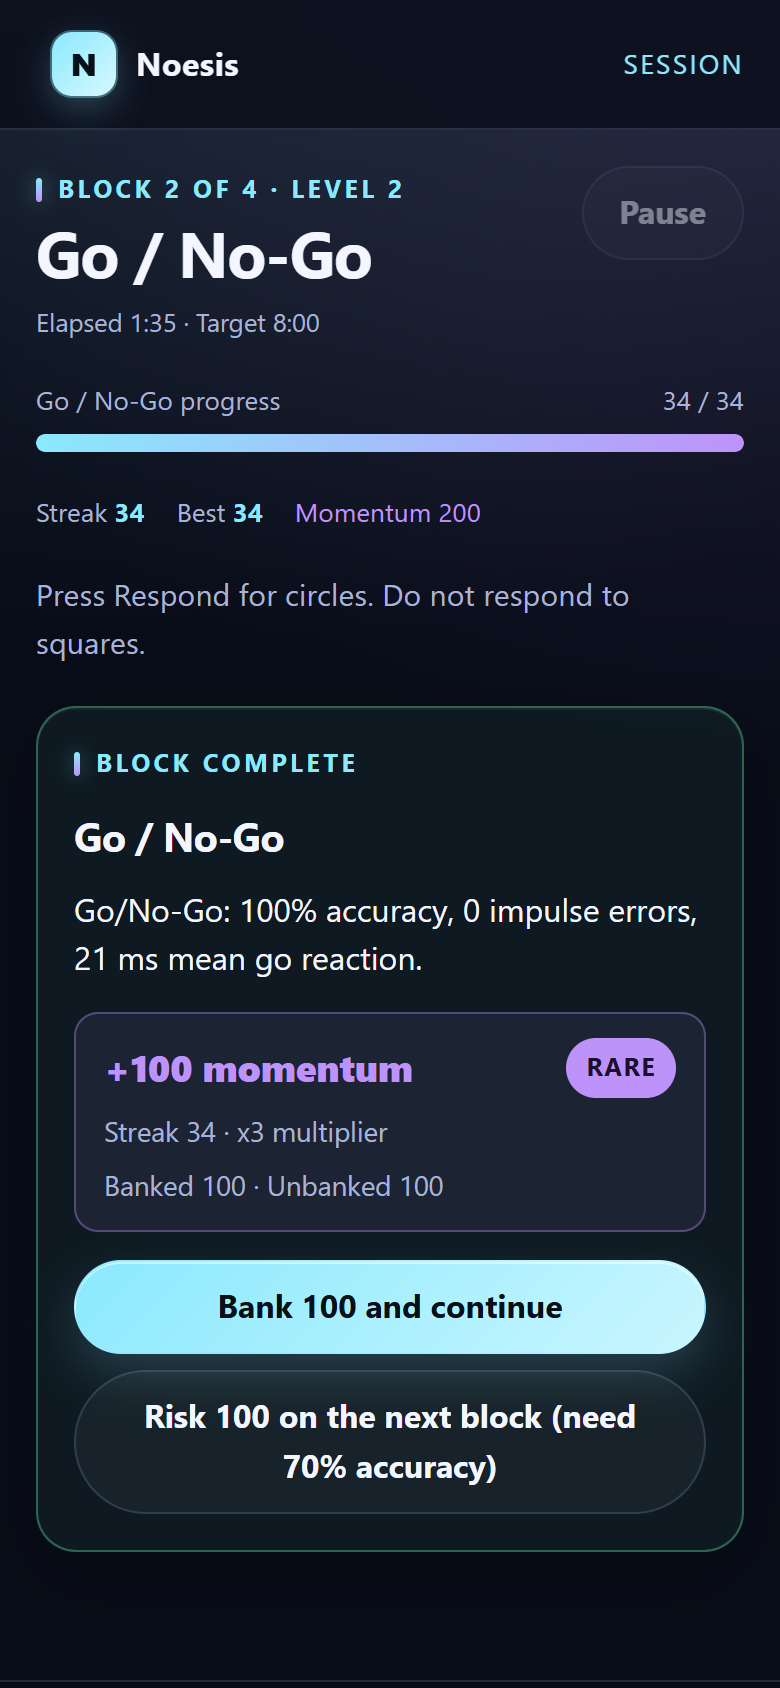 N Noesis
SESSION
BLOCK 2 OF 4 · LEVEL 2
Pause
Go / No-Go
Elapsed 1:35 · Target 8:00
Go / No-Go progress
34 / 34
Streak 34 Best 34 Momentum 200
Press Respond for circles. Do not respond to
squares.
BLOCK COMPLETE
Go / No-Go
Go/No-Go: 100% accuracy, 0 impulse errors,
21 ms mean go reaction.
+100 momentum
RARE
Streak 34 · x3 multiplier
Banked 100 · Unbanked 100
Bank 100 and continue
Risk 100 on the next block (need
70% accuracy)